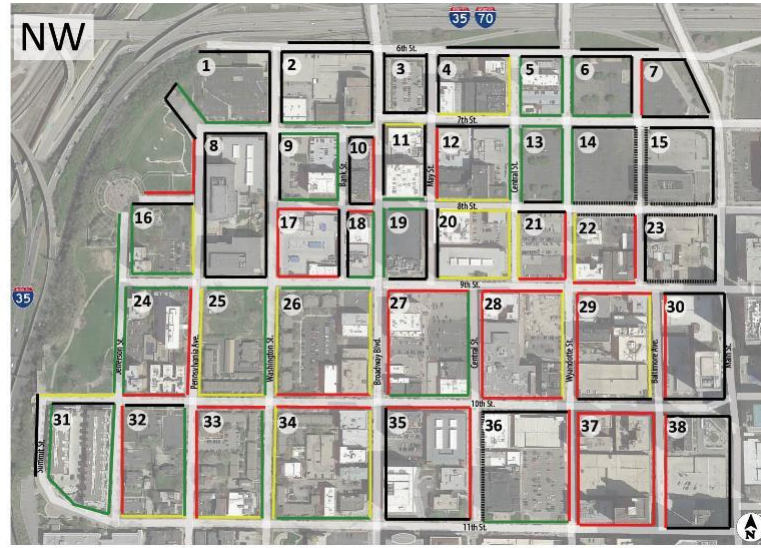 NW
35 70
6th St.
1 2 3 4 5 6 7
7th St.
8 9 10 11 12 13 14 15
Bank St.
May St.
Central St.
8th St.
16 17 18 19 20 21 22 23
9th St.
35
24 25 26 27 28 29 30
Jefferson St.
Pennsylvania Ave.
Washington St.
Broadway Blvd.
Central St.
Wyandotte St.
Baltimore Ave.
Main St.
10th St.
31 32 33 34 35 36 37 38
Summit St.
11th St.
N